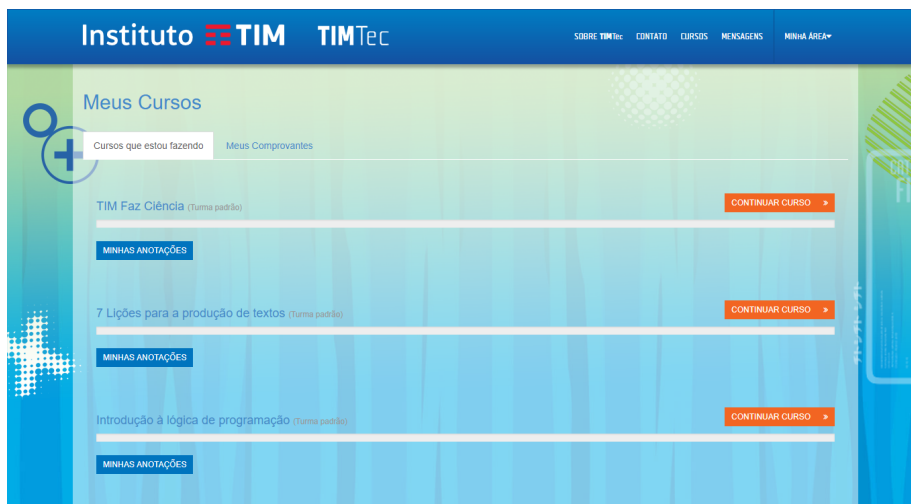 Instituto TIM TIMTec
SOBRE TIMTec CONTATO CURSOS MENSAGENS MINHA ÁREA
Meus Cursos
Cursos que estou fazendo Meus Comprovantes
TIM Faz Ciência (Turma padrão) CONTINUAR CURSO »
MINHAS ANOTAÇÕES
7 Lições para a produção de textos (Turma padrão) CONTINUAR CURSO »
MINHAS ANOTAÇÕES
Introdução à lógica de programação (Turma padrão) CONTINUAR CURSO »
MINHAS ANOTAÇÕES